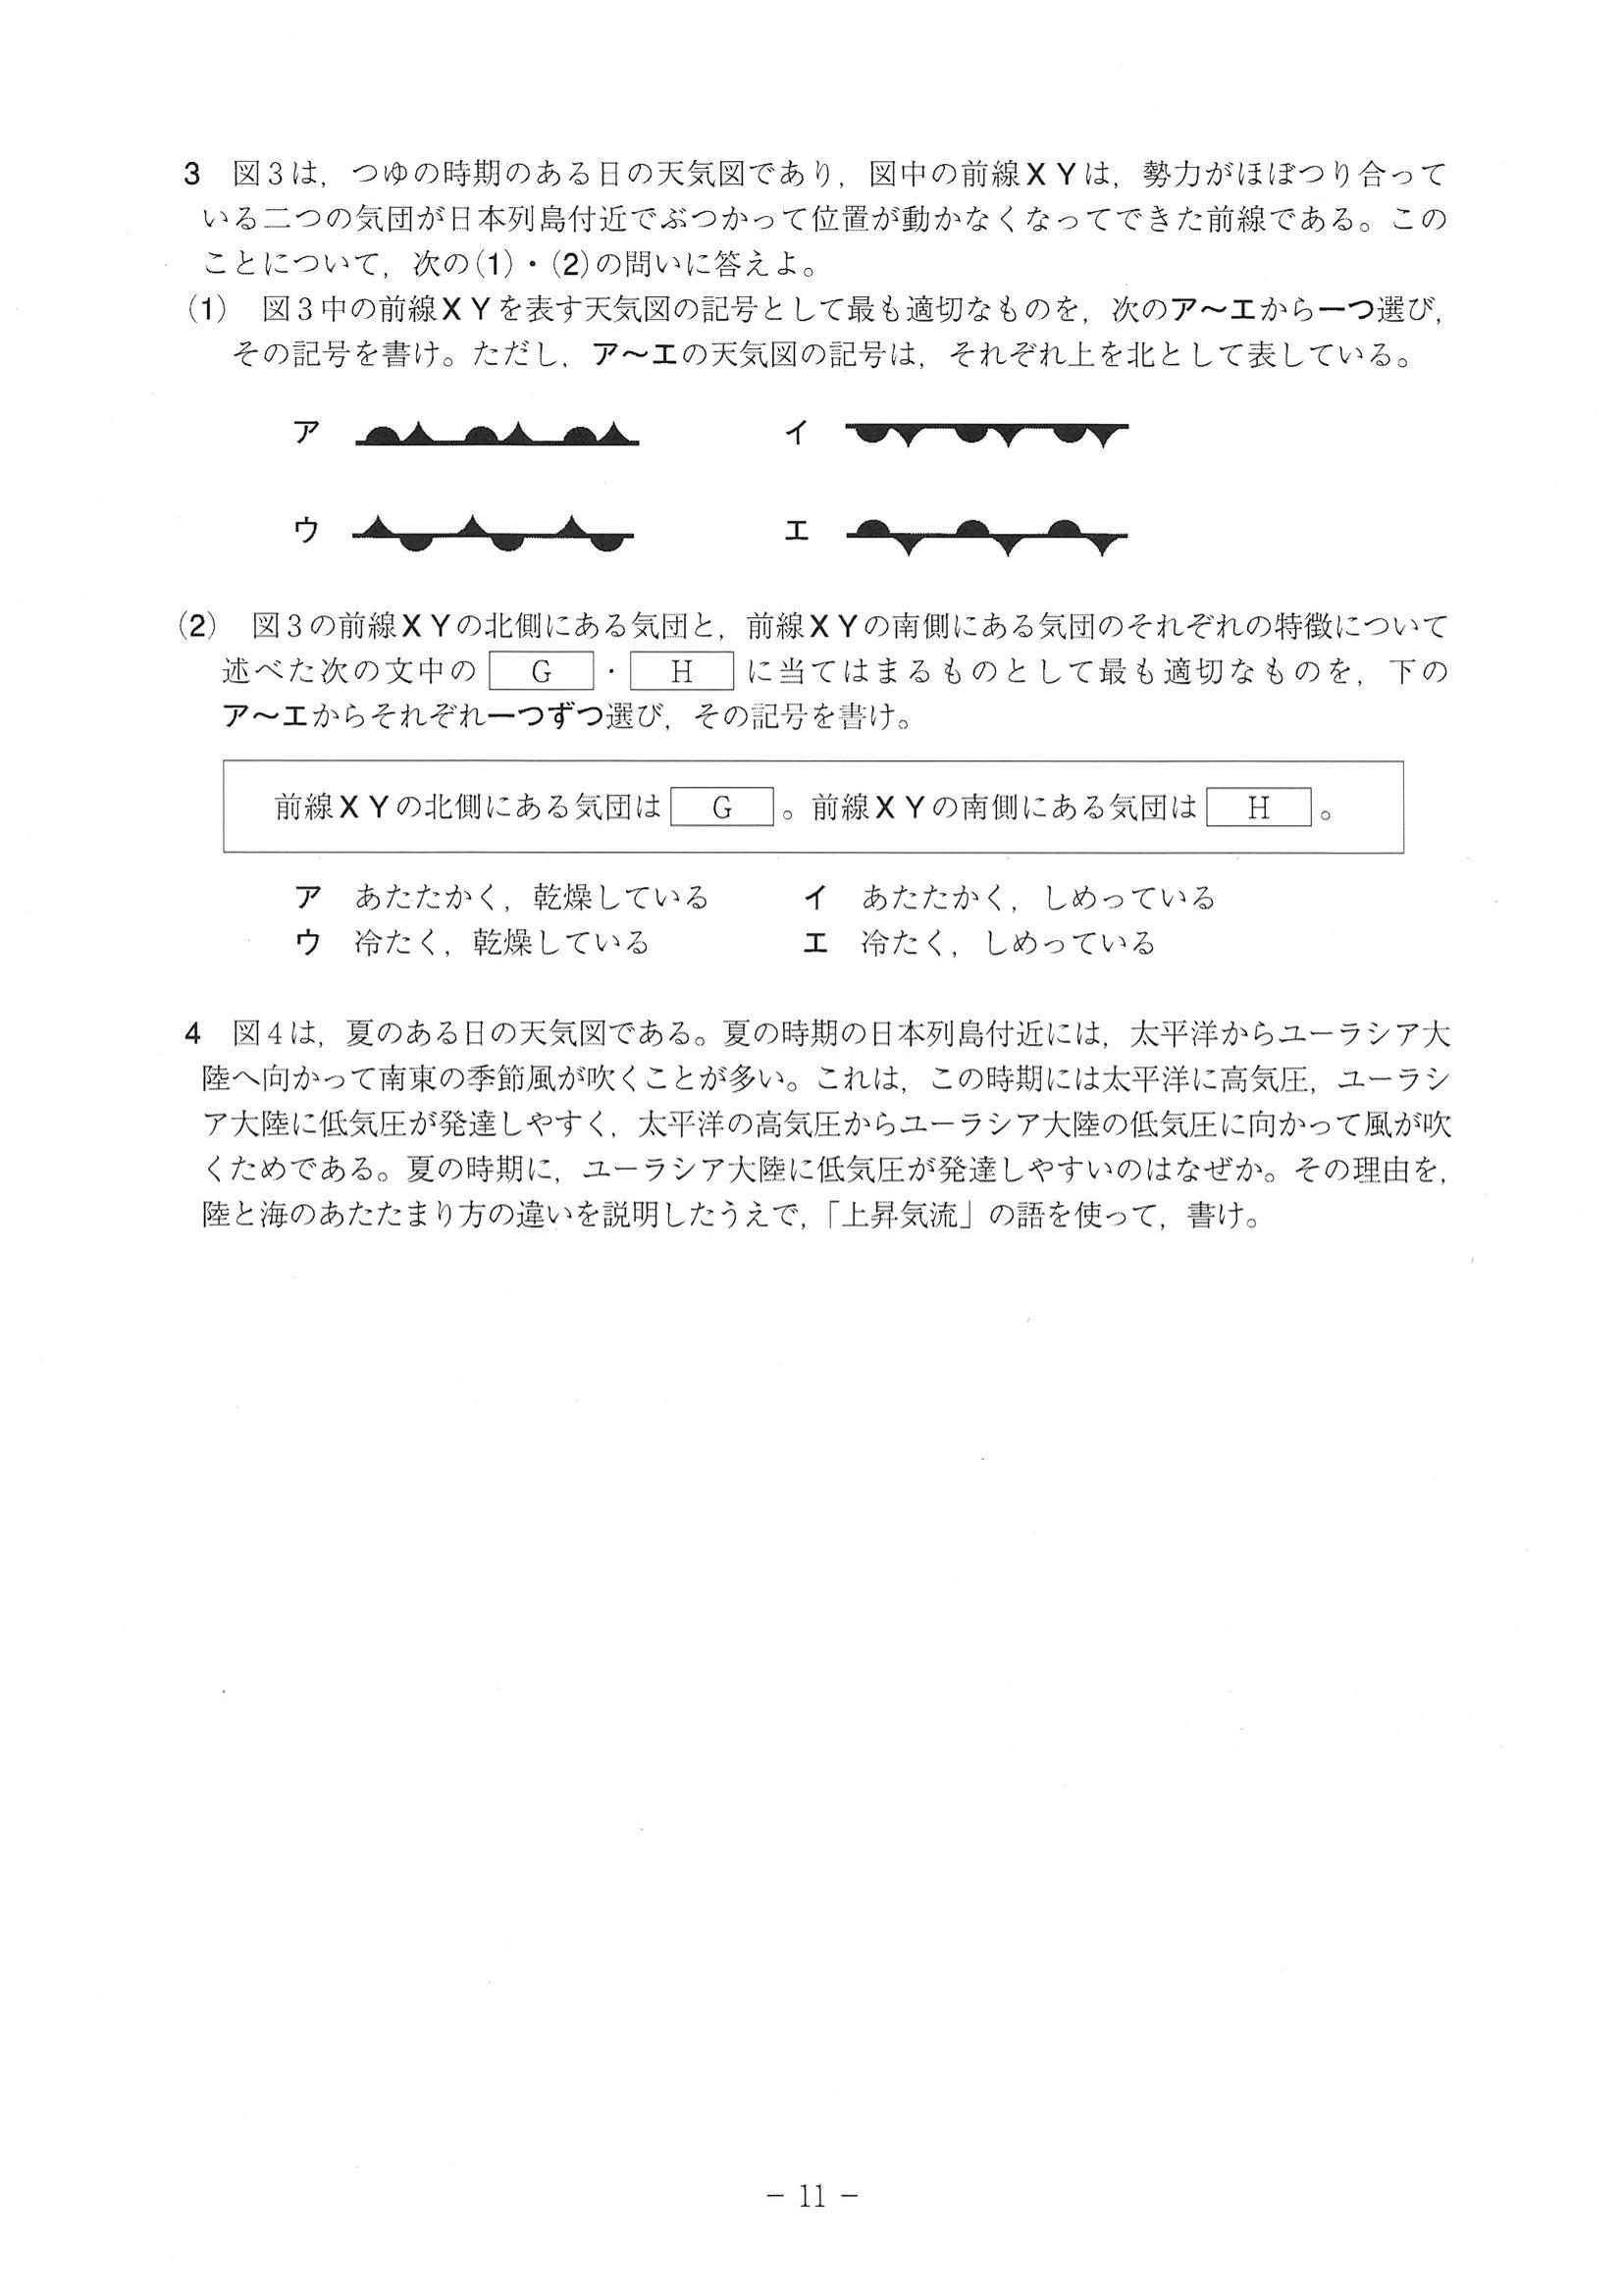 3 図3は，つゆの時期のある日の天気図であり，図中の前線XYは，勢力がほぼつり合って
いる二つの気団が日本列島付近でぶつかって位置が動かなくなってできた前線である。この
ことについて，次の(1)・(2)の問いに答えよ。
(1) 図3中の前線XYを表す天気図の記号として最も適切なものを，次のア〜エから一つ選び，
その記号を書け。ただし，ア〜エの天気図の記号は，それぞれ上を北として表している。
ア イ
ウ エ
(2) 図3の前線XYの北側にある気団と，前線XYの南側にある気団のそれぞれの特徴について
述べた次の文中の G ・ H に当てはまるものとして最も適切なものを，下の
ア〜エからそれぞれ一つずつ選び，その記号を書け。
前線XYの北側にある気団は G 。前線XYの南側にある気団は H 。
ア あたたかく，乾燥している イ あたたかく，しめっている
ウ 冷たく，乾燥している エ 冷たく，しめっている
4 図4は，夏のある日の天気図である。夏の時期の日本列島付近には，太平洋からユーラシア大
陸へ向かって南東の季節風が吹くことが多い。これは，この時期には太平洋に高気圧，ユーラシ
ア大陸に低気圧が発達しやすく，太平洋の高気圧からユーラシア大陸の低気圧に向かって風が吹
くためである。夏の時期に，ユーラシア大陸に低気圧が発達しやすいのはなぜか。その理由を，
陸と海のあたたまり方の違いを説明したうえで，「上昇気流」の語を使って，書け。
− 11 −